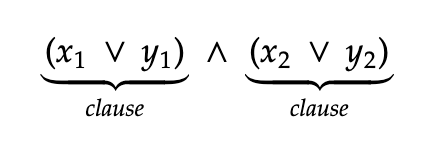 (x₁ ∨ y₁) ∧ (x₂ ∨ y₂)
clause clause